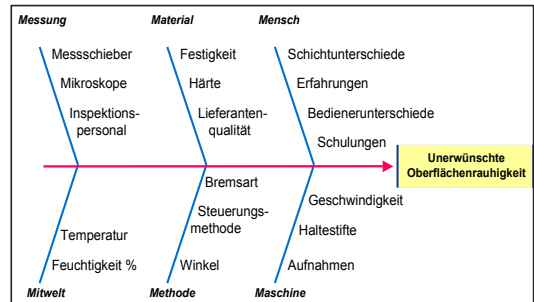 Messung
Material
Mensch
Messschieber
Mikroskope
Inspektions-
personal
Festigkeit
Härte
Lieferanten-
qualität
Schichtunterschiede
Erfahrungen
Bedienerunterschiede
Schulungen
Unerwünschte
Oberflächenrauhigkeit
Temperatur
Feuchtigkeit %
Bremsart
Steuerungs-
methode
Winkel
Geschwindigkeit
Haltestifte
Aufnahmen
Mitwelt
Methode
Maschine